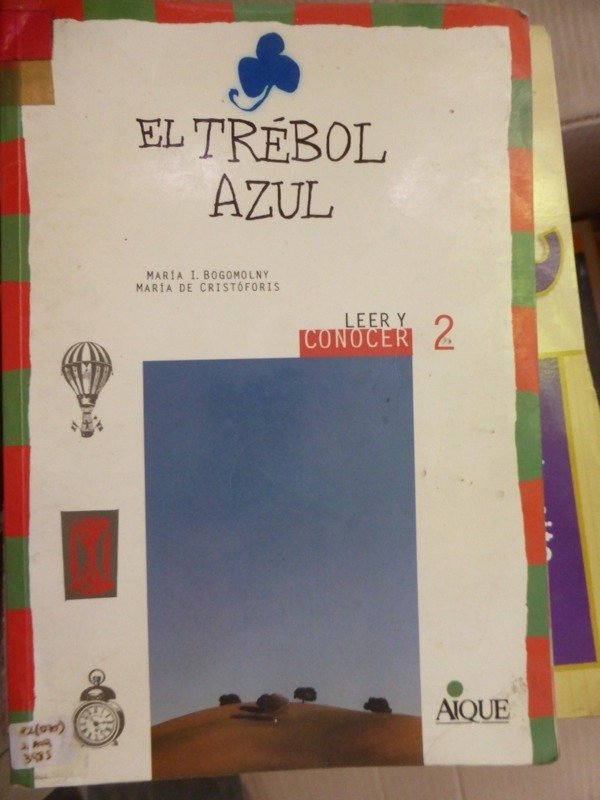 EL TRÉBOL
AZUL
MARÍA I. BOGOMOLNY
MARÍA DE CRISTÓFORIS
LEER Y
CONOCER 2
AIQUE